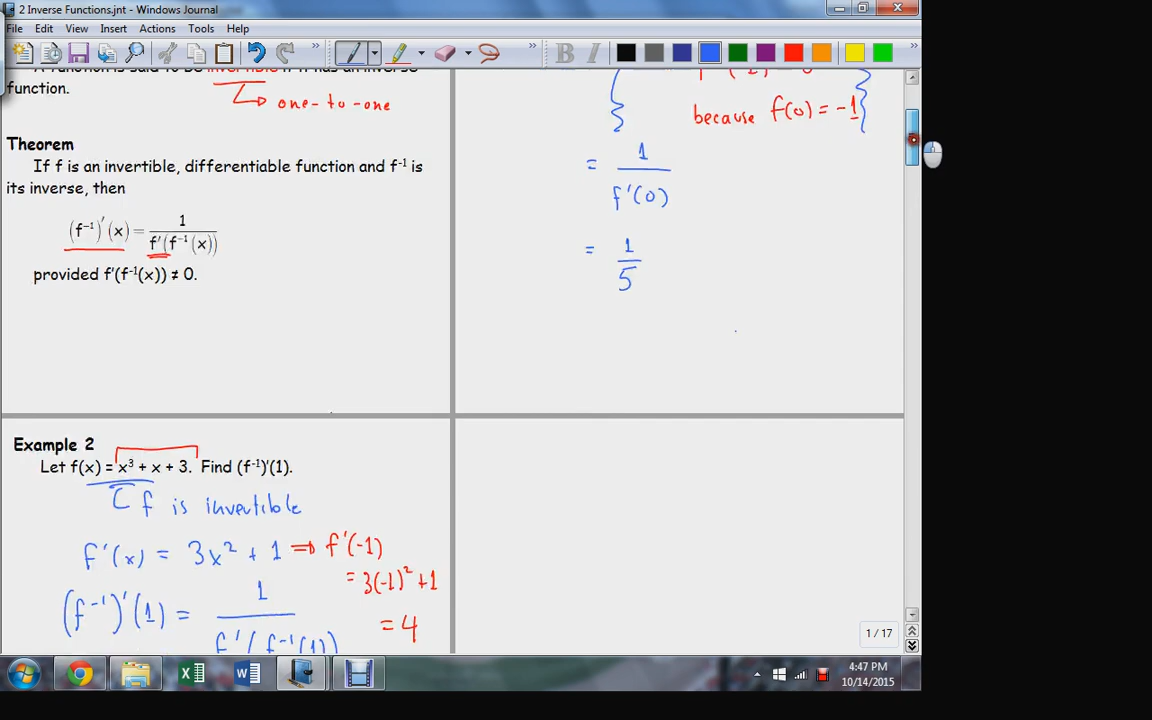 2 Inverse Functions.jnt - Windows Journal
File Edit View Insert Actions Tools Help
function.
one-to-one
Theorem
If f is an invertible, differentiable function and f⁻¹ is
its inverse, then
(f⁻¹)′(x) = 1 / f′(f⁻¹(x))
provided f′(f⁻¹(x)) ≠ 0.
because f(0) = -1
= 1 / f′(0)
= 1 / 5
Example 2
Let f(x) = x³ + x + 3. Find (f⁻¹)′(1).
f is invertible
f′(x) = 3x² + 1 ⇒ f′(-1)
= 3(-1)² + 1
= 4
(f⁻¹)′(1) = 1 / f′(f⁻¹(1))
1 / 17
4:47 PM
10/14/2015